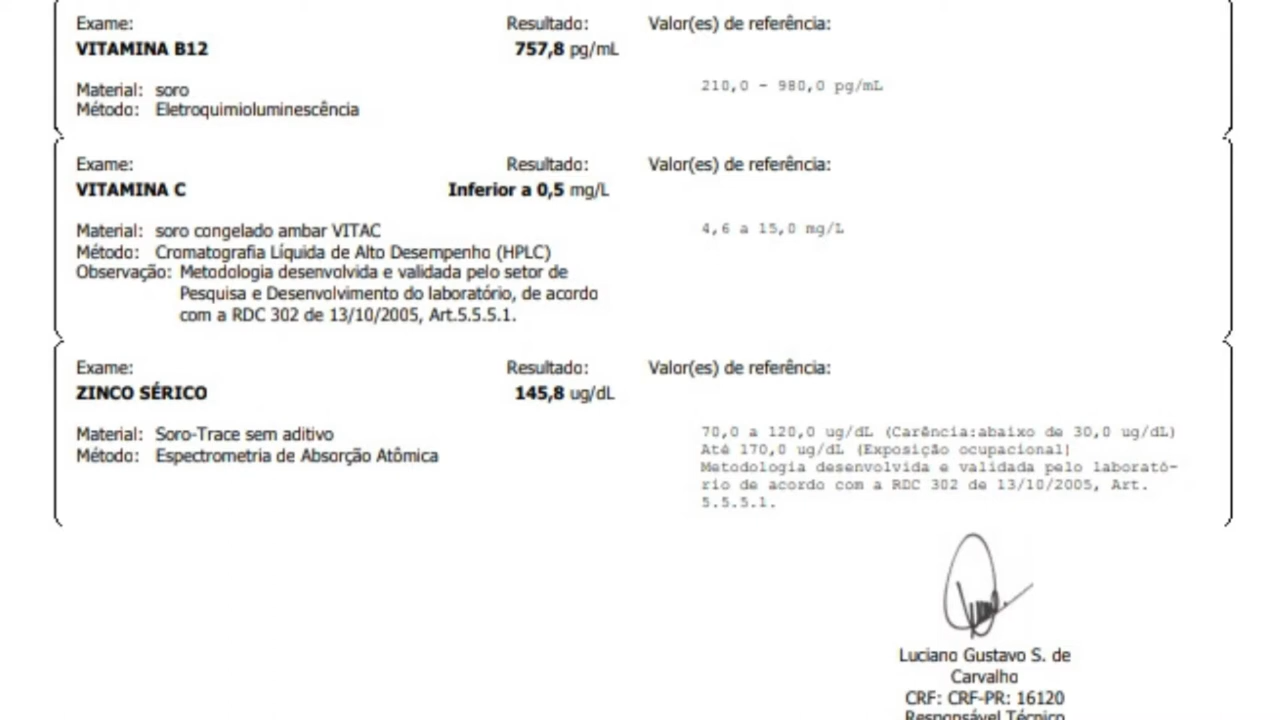 Exame: Resultado: Valor(es) de referência:
VITAMINA B12 757,8 pg/mL
210,0 - 980,0 pg/mL
Material: soro
Método: Eletroquimioluminescência
Exame: Resultado: Valor(es) de referência:
VITAMINA C Inferior a 0,5 mg/L
Material: soro congelado ambar VITAC 4,6 a 15,0 mg/L
Método: Cromatografia Líquida de Alto Desempenho (HPLC)
Observação: Metodologia desenvolvida e validada pelo setor de
Pesquisa e Desenvolvimento do laboratório, de acordo
com a RDC 302 de 13/10/2005, Art.5.5.5.1.
Exame: Resultado: Valor(es) de referência:
ZINCO SÉRICO 145,8 ug/dL
Material: Soro-Trace sem aditivo
Método: Espectrometria de Absorção Atômica
70,0 a 120,0 ug/dL (Carência:abaixo de 30,0 ug/dL)
Até 170,0 ug/dL (Exposição ocupacional)
Metodologia desenvolvida e validada pelo laborató-
rio de acordo com a RDC 302 de 13/10/2005, Art.
5.5.5.1.
Luciano Gustavo S. de
Carvalho
CRF: CRF-PR: 16120
Responsável Técnico